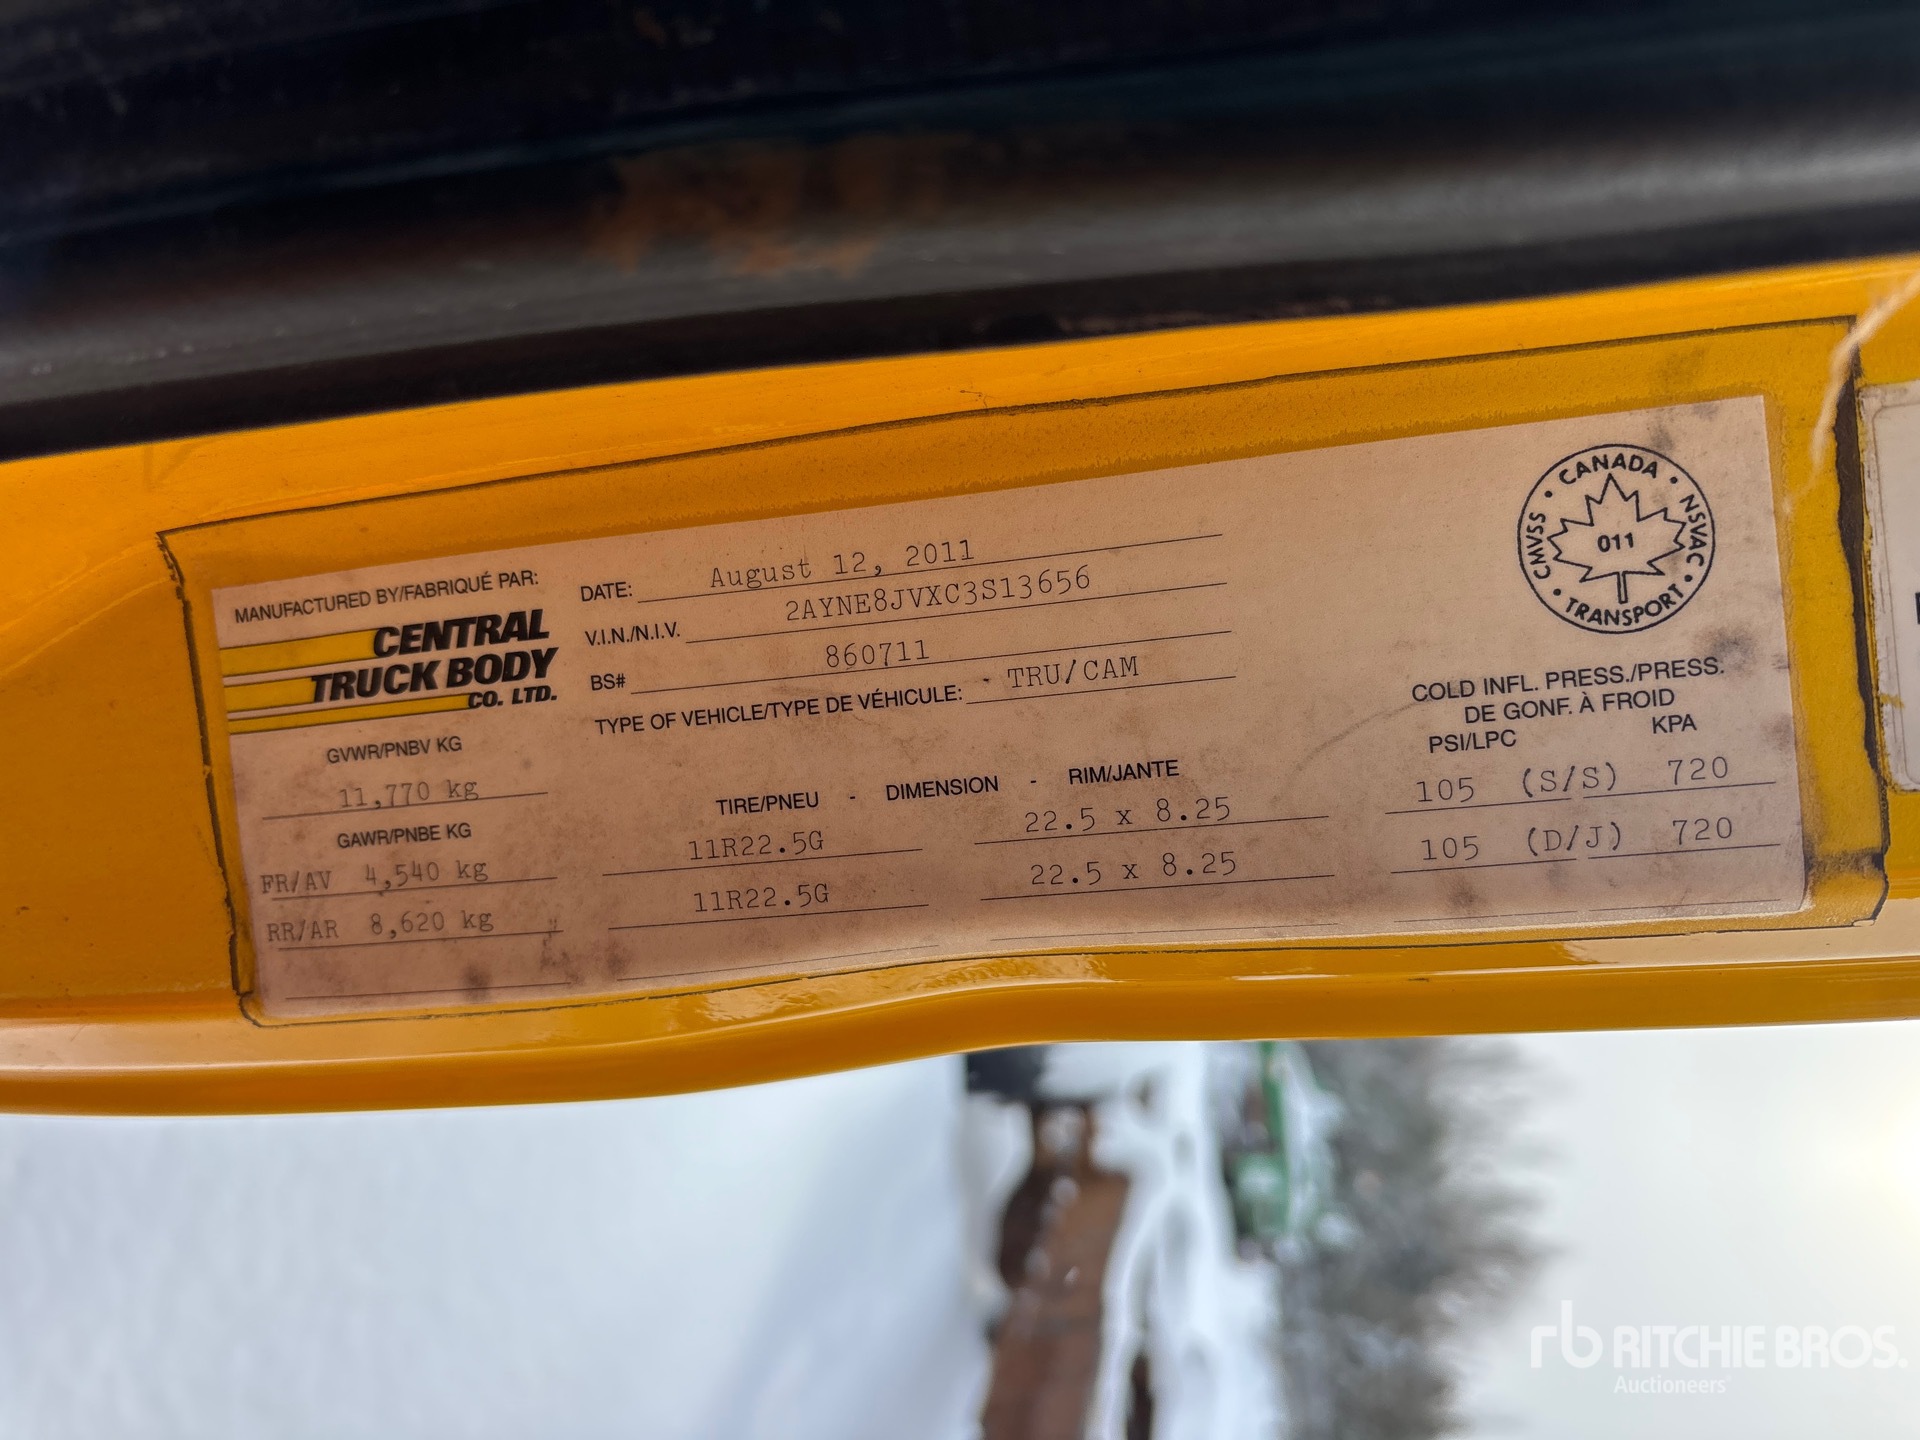 MANUFACTURED BY/FABRIQUÉ PAR:
CENTRAL
TRUCK BODY
CO. LTD.
DATE: August 12, 2011
V.I.N./N.I.V. 2AYNE8JVXC3S13656
BS# 860711
TYPE OF VEHICLE/TYPE DE VÉHICULE: TRU/CAM
CANADA
CMVSS 011 NSVAC
TRANSPORT
GVWR/PNBV KG
11,770 kg
GAWR/PNBE KG
FR/AV 4,540 kg
RR/AR 8,620 kg
TIRE/PNEU - DIMENSION - RIM/JANTE
11R22.5G 22.5 x 8.25
11R22.5G 22.5 x 8.25
COLD INFL. PRESS./PRESS.
DE GONF. À FROID
PSI/LPC KPA
105 (S/S) 720
105 (D/J) 720
rb RITCHIE BROS.
Auctioneers